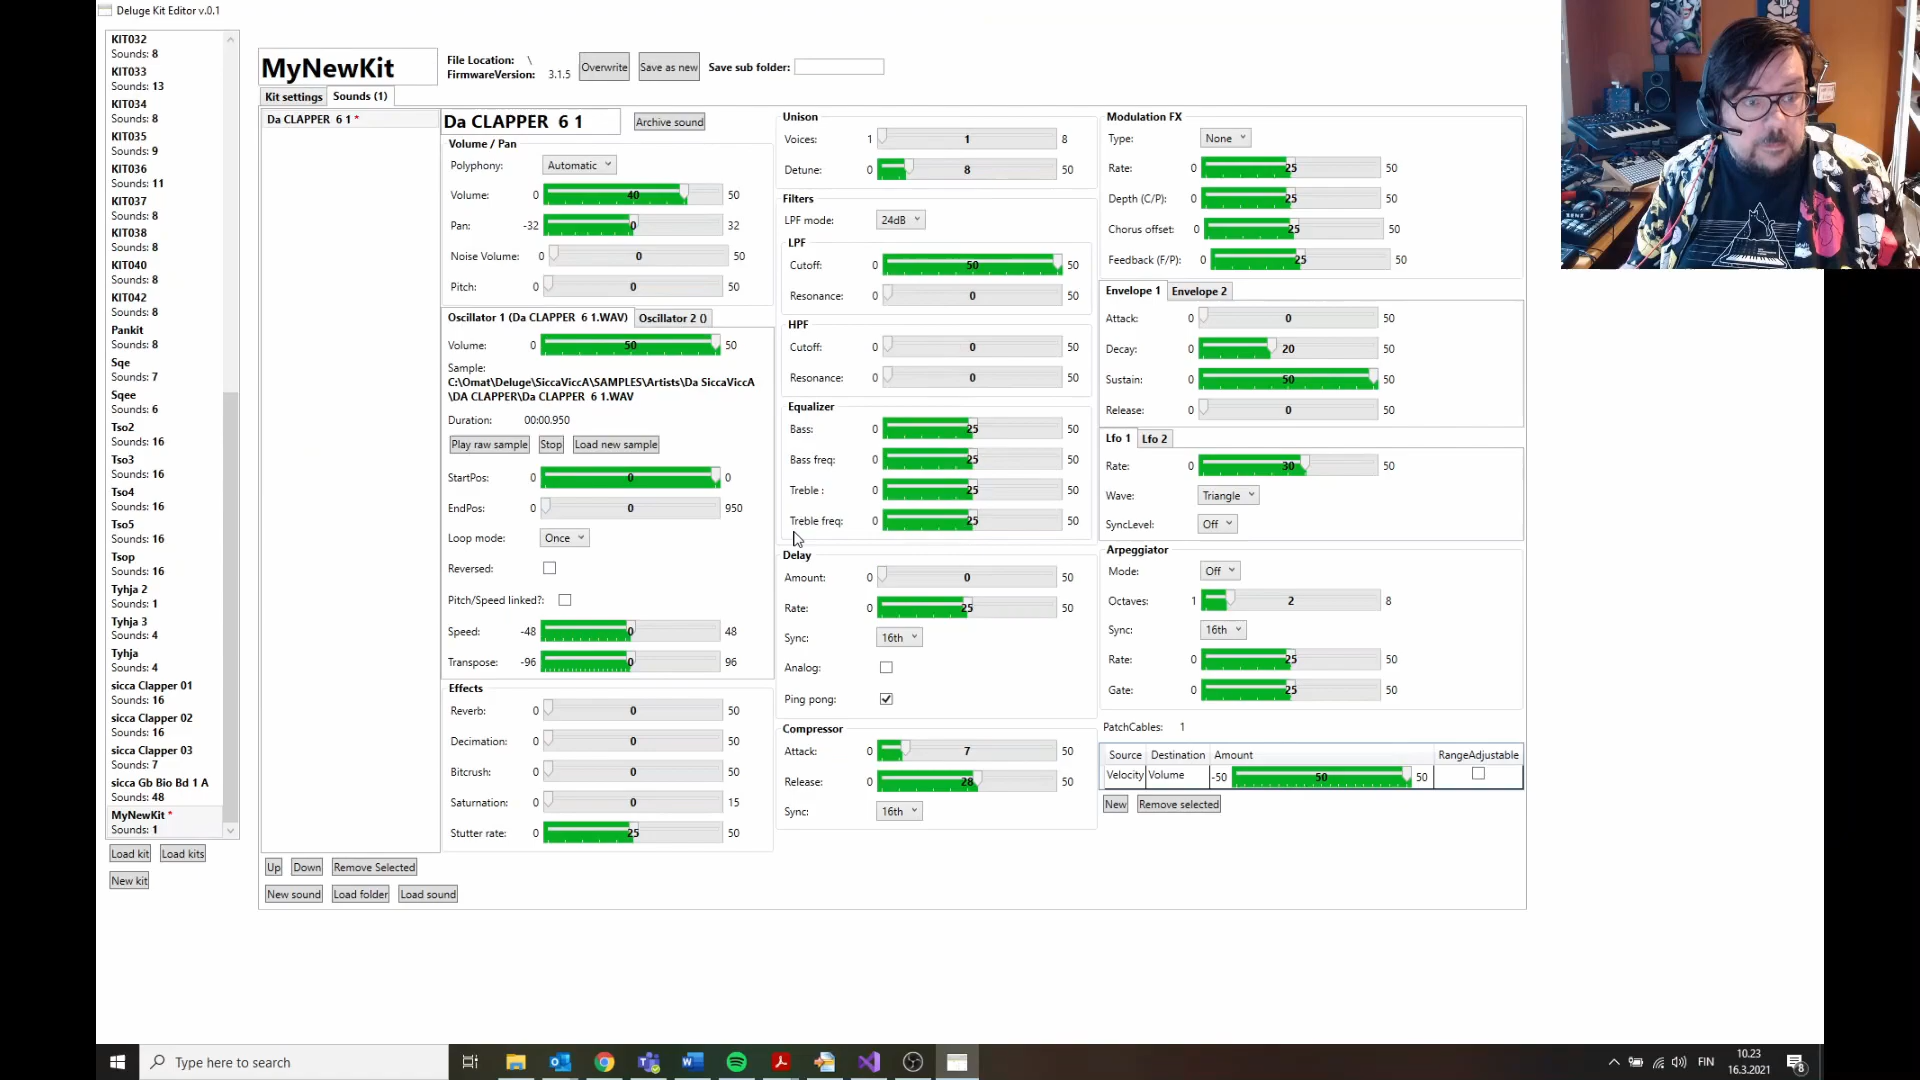 Deluge Kit Editor v.0.1
KIT032
Sounds: 8
KIT033
Sounds: 13
KIT034
Sounds: 8
KIT035
Sounds: 9
KIT036
Sounds: 11
KIT037
Sounds: 8
KIT038
Sounds: 8
KIT040
Sounds: 8
KIT042
Sounds: 8
Pankit
Sounds: 8
Sqe
Sounds: 7
Sqee
Sounds: 6
Tso2
Sounds: 16
Tso3
Sounds: 16
Tso4
Sounds: 16
Tso5
Sounds: 16
Tsop
Sounds: 16
Tyhja 2
Sounds: 1
Tyhja 3
Sounds: 4
Tyhja
Sounds: 4
sicca Clapper 01
Sounds: 16
sicca Clapper 02
Sounds: 16
sicca Clapper 03
Sounds: 7
sicca Gb Bio Bd 1 A
Sounds: 48
MyNewKit *
Sounds: 1
Load kit Load kits
New kit
MyNewKit
File Location: \
FirmwareVersion: 3.1.5
Overwrite
Save as new
Save sub folder:
Kit settings Sounds (1)
Da CLAPPER 6 1 *
Up Down Remove Selected
New sound Load folder Load sound
Da CLAPPER 6 1
Archive sound
Volume / Pan
Polyphony: Automatic
Volume: 0 40 50
Pan: -32 0 32
Noise Volume: 0 0 50
Pitch: 0 0 50
Oscillator 1 (Da CLAPPER 6 1.WAV) Oscillator 2 ()
Volume: 0 50 50
Sample:
C:\Omat\Deluge\SiccaViccA\SAMPLES\Artists\Da SiccaViccA
\DA CLAPPER\Da CLAPPER 6 1.WAV
Duration: 00:00.950
Play raw sample Stop Load new sample
StartPos: 0 0 0
EndPos: 0 0 950
Loop mode: Once
Reversed:
Pitch/Speed linked?:
Speed: -48 0 48
Transpose: -96 0 96
Effects
Reverb: 0 0 50
Decimation: 0 0 50
Bitcrush: 0 0 50
Saturnation: 0 0 15
Stutter rate: 0 25 50
Unison
Voices: 1 1 8
Detune: 0 8 50
Filters
LPF mode: 24dB
LPF
Cutoff: 0 50 50
Resonance: 0 0 50
HPF
Cutoff: 0 0 50
Resonance: 0 0 50
Equalizer
Bass: 0 25 50
Bass freq: 0 25 50
Treble : 0 25 50
Treble freq: 0 25 50
Delay
Amount: 0 0 50
Rate: 0 25 50
Sync: 16th
Analog:
Ping pong:
Compressor
Attack: 0 7 50
Release: 0 28 50
Sync: 16th
Modulation FX
Type: None
Rate: 0 25 50
Depth (C/P): 0 25 50
Chorus offset: 0 25 50
Feedback (F/P): 0 25 50
Envelope 1 Envelope 2
Attack: 0 0 50
Decay: 0 20 50
Sustain: 0 50 50
Release: 0 0 50
Lfo 1 Lfo 2
Rate: 0 30 50
Wave: Triangle
SyncLevel: Off
Arpeggiator
Mode: Off
Octaves: 1 2 8
Sync: 16th
Rate: 0 25 50
Gate: 0 25 50
PatchCables: 1
Source Destination Amount RangeAdjustable
Velocity Volume -50 50 50
New Remove selected
Type here to search
FIN
10.23
16.3.2021
8